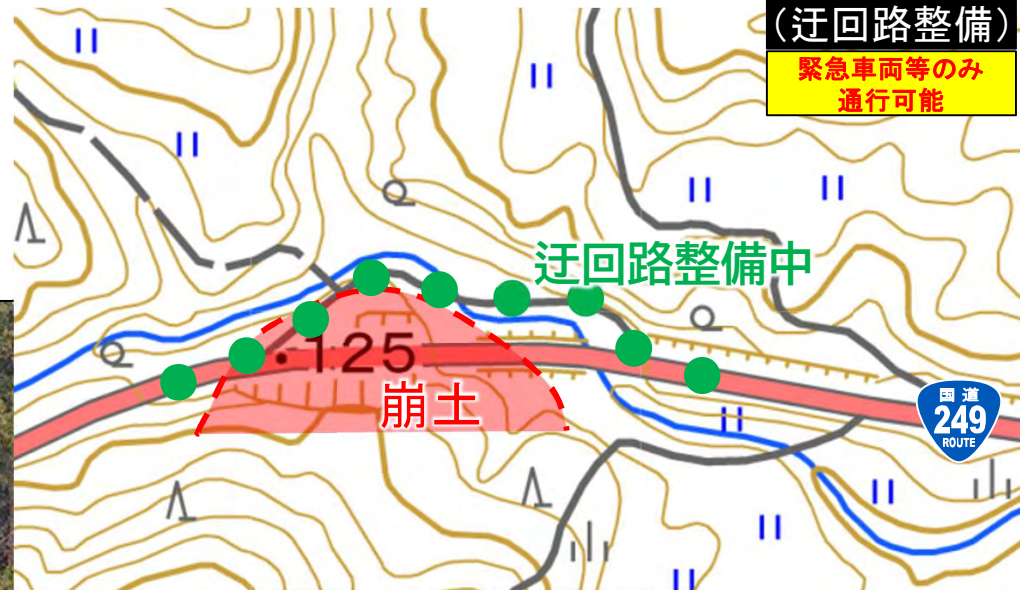 （迂回路整備）
緊急車両等のみ
通行可能
迂回路整備中
・125
崩土
国道
249
ROUTE